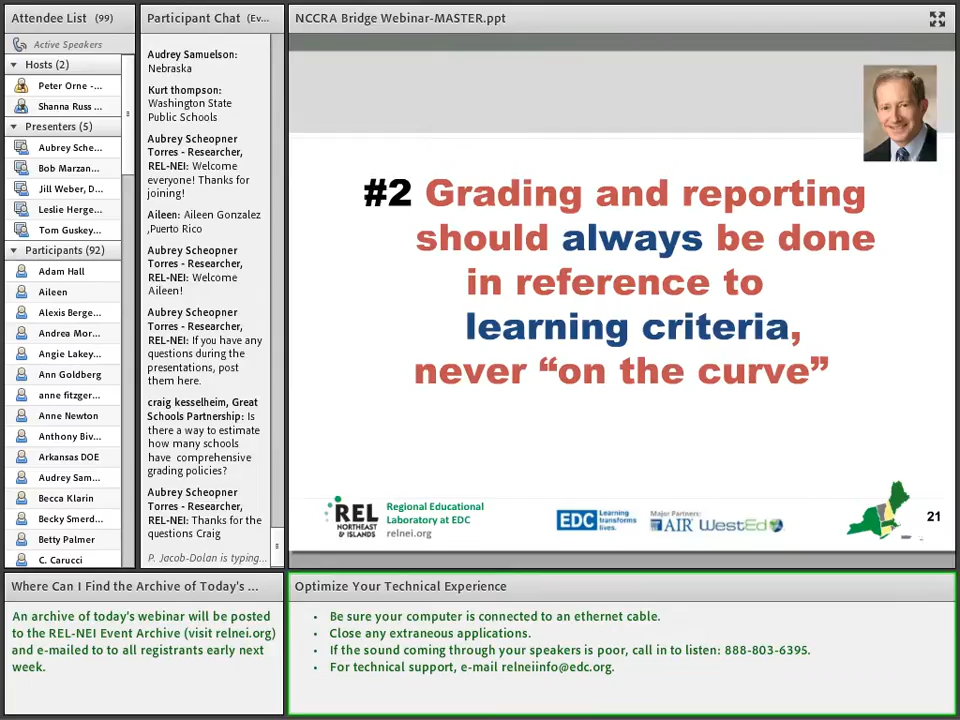 Attendee List (99)
Active Speakers
Hosts (2)
Peter Orne -...
Shanna Russ ...
Presenters (5)
Aubrey Sche...
Bob Marzan...
Jill Weber, D...
Leslie Herge...
Tom Guskey...
Participants (92)
Adam Hall
Aileen
Alexis Berge...
Andrea Mor...
Angie Lakey...
Ann Goldberg
anne fitzger...
Anne Newton
Anthony Biv...
Arkansas DOE
Audrey Sam...
Becca Klarin
Becky Smerd...
Betty Palmer
C. Carucci
Participant Chat (Ev...
Audrey Samuelson:
Nebraska
Kurt thompson:
Washington State
Public Schools
Aubrey Scheopner
Torres - Researcher,
REL-NEI: Welcome
everyone! Thanks for
joining!
Aileen: Aileen Gonzalez
,Puerto Rico
Aubrey Scheopner
Torres - Researcher,
REL-NEI: Welcome
Aileen!
Aubrey Scheopner
Torres - Researcher,
REL-NEI: If you have any
questions during the
presentations, post
them here.
craig kesselheim, Great
Schools Partnership: Is
there a way to estimate
how many schools
have comprehensive
grading policies?
Aubrey Scheopner
Torres - Researcher,
REL-NEI: Thanks for the
questions Craig
P. Jacob-Dolan is typing...
NCCRA Bridge Webinar-MASTER.ppt
#2 Grading and reporting
should always be done
in reference to
learning criteria,
never “on the curve”
REL
NORTHEAST
& ISLANDS
Regional Educational
Laboratory at EDC
relnei.org
EDC Learning
transforms
lives.
Major Partners:
AIR WestEd
21
Where Can I Find the Archive of Today's ...
An archive of today's webinar will be posted
to the REL-NEI Event Archive (visit relnei.org)
and e-mailed to to all registrants early next
week.
Optimize Your Technical Experience
• Be sure your computer is connected to an ethernet cable.
• Close any extraneous applications.
• If the sound coming through your speakers is poor, call in to listen: 888-803-6395.
• For technical support, e-mail relneiinfo@edc.org.